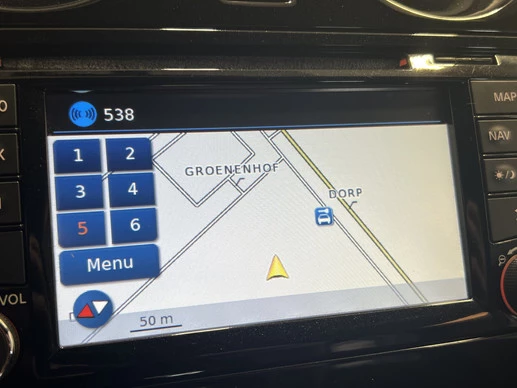 538
MAP
NAV
VOL
1 2
3 4
5 6
Menu
GROENENHOF
DORP
50 m